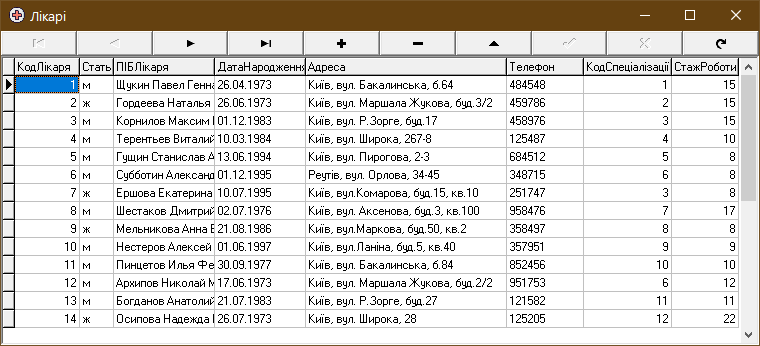 Лікарі
КодЛікаря Стать ПІБЛікаря ДатаНародження Адреса Телефон КодСпеціалізації СтажРоботи
1 м Щукин Павел Генна 26.04.1973 Київ, вул. Бакалинська, б.64 484548 1 15
2 ж Гордеева Наталья 26.06.1973 Київ, вул. Маршала Жукова, буд.3/2 459786 2 15
3 м Корнилов Максим 01.12.1983 Київ, вул. Р.Зорге, буд.17 458976 3 15
4 м Терентьев Виталий 10.03.1984 Київ, вул. Широка, 267-8 125487 4 10
5 м Гущин Станислав А 13.06.1994 Київ, вул. Пирогова, 2-3 684512 5 8
6 м Субботин Александ 01.12.1995 Реутів, вул. Орлова, 34-45 348715 6 8
7 ж Ершова Екатерина 10.07.1995 Київ, вул.Комарова, буд.15, кв.10 251747 3 8
8 м Шестаков Дмитрий 02.07.1976 Київ, вул. Аксенова, буд.3, кв.100 958476 7 17
9 ж Мельникова Анна 21.08.1986 Київ, вул.Маркова, буд.50, кв.2 358497 8 8
10 м Нестеров Алексей 01.06.1997 Київ, вул.Ланіна, буд.5, кв.40 357951 9 9
11 м Пинцетов Илья Фе 30.09.1977 Київ, вул. Бакалинська, б.84 852456 10 10
12 м Архипов Николай М 17.06.1973 Київ, вул. Маршала Жукова, буд.2/2 951753 6 12
13 м Богданов Анатолий 21.07.1983 Київ, вул. Р.Зорге, буд.27 121582 11 11
14 ж Осипова Надежда 26.07.1973 Київ, вул. Широка, 28 125205 12 22